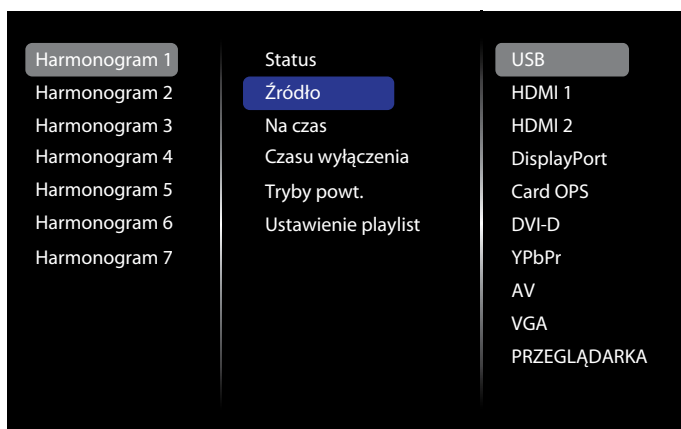 Harmonogram 1
Harmonogram 2
Harmonogram 3
Harmonogram 4
Harmonogram 5
Harmonogram 6
Harmonogram 7
Status
Źródło
Na czas
Czasu wyłączenia
Tryby powt.
Ustawienie playlist
USB
HDMI 1
HDMI 2
DisplayPort
Card OPS
DVI-D
YPbPr
AV
VGA
PRZEGLĄDARKA